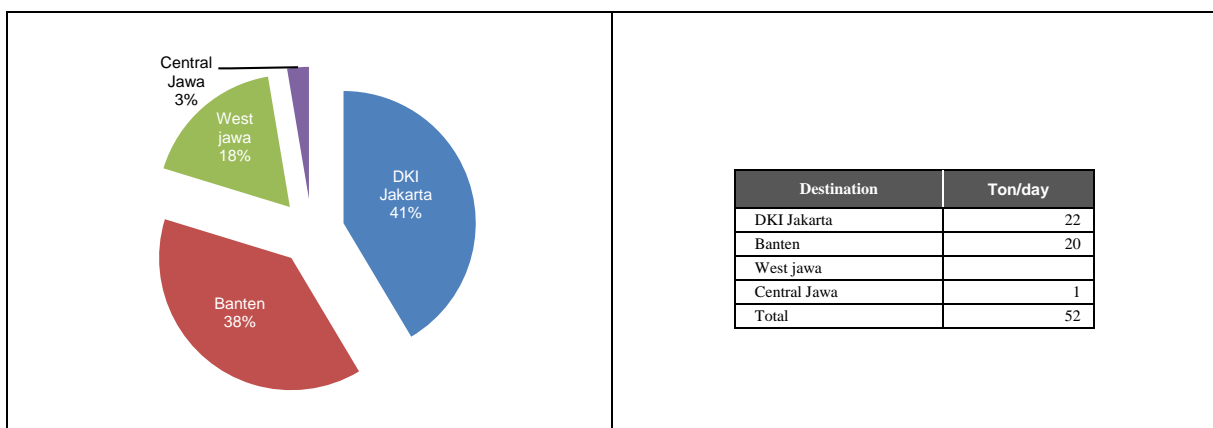 Central
Jawa
3%
West
jawa
18%
DKI
Jakarta
41%
Banten
38%
Destination Ton/day
DKI Jakarta 22
Banten 20
West jawa
Central Jawa 1
Total 52